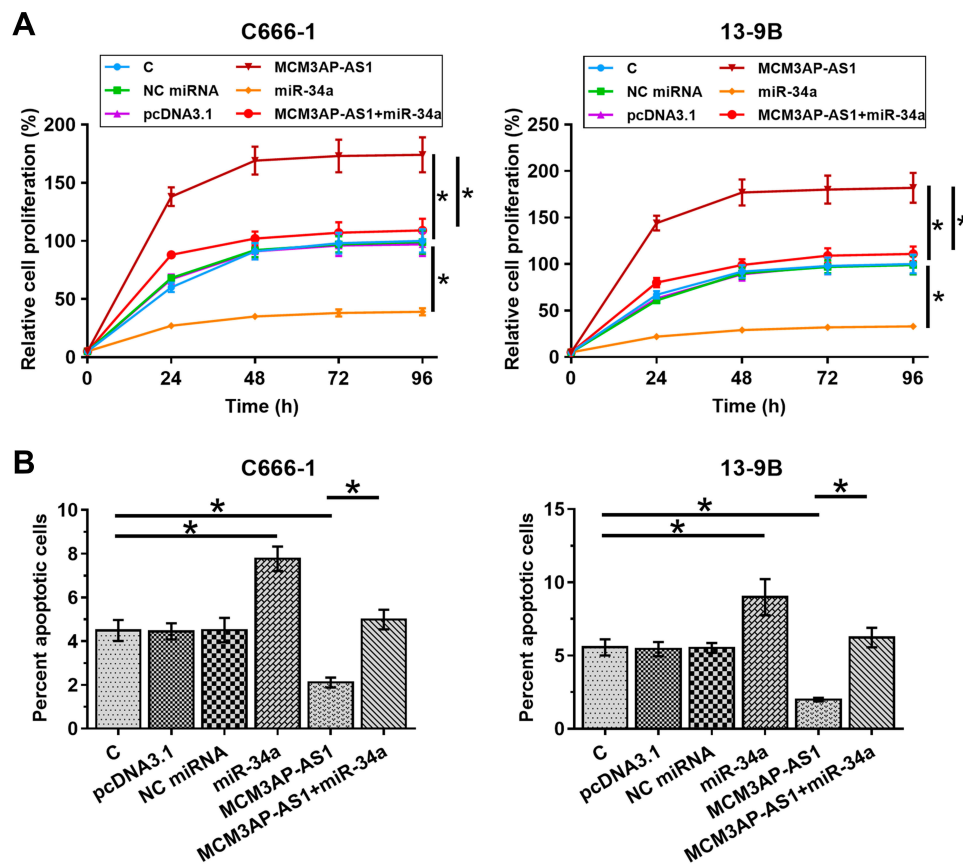 A
C666-1
C
MCM3AP-AS1
NC miRNA
miR-34a
pcDNA3.1
MCM3AP-AS1+miR-34a
Relative cell proliferation (%)
200
150
100
50
0
*
*
*
0 24 48 72 96
Time (h)
13-9B
C
MCM3AP-AS1
NC miRNA
miR-34a
pcDNA3.1
MCM3AP-AS1+miR-34a
Relative cell proliferation (%)
250
200
150
100
50
0
*
*
*
0 24 48 72 96
Time (h)
B
C666-1
Percent apoptotic cells
10
8
6
4
2
0
*
*
*
C
pcDNA3.1
NC miRNA
miR-34a
MCM3AP-AS1
MCM3AP-AS1+miR-34a
13-9B
Percent apoptotic cells
15
10
5
0
*
*
*
C
pcDNA3.1
NC miRNA
miR-34a
MCM3AP-AS1
MCM3AP-AS1+miR-34a